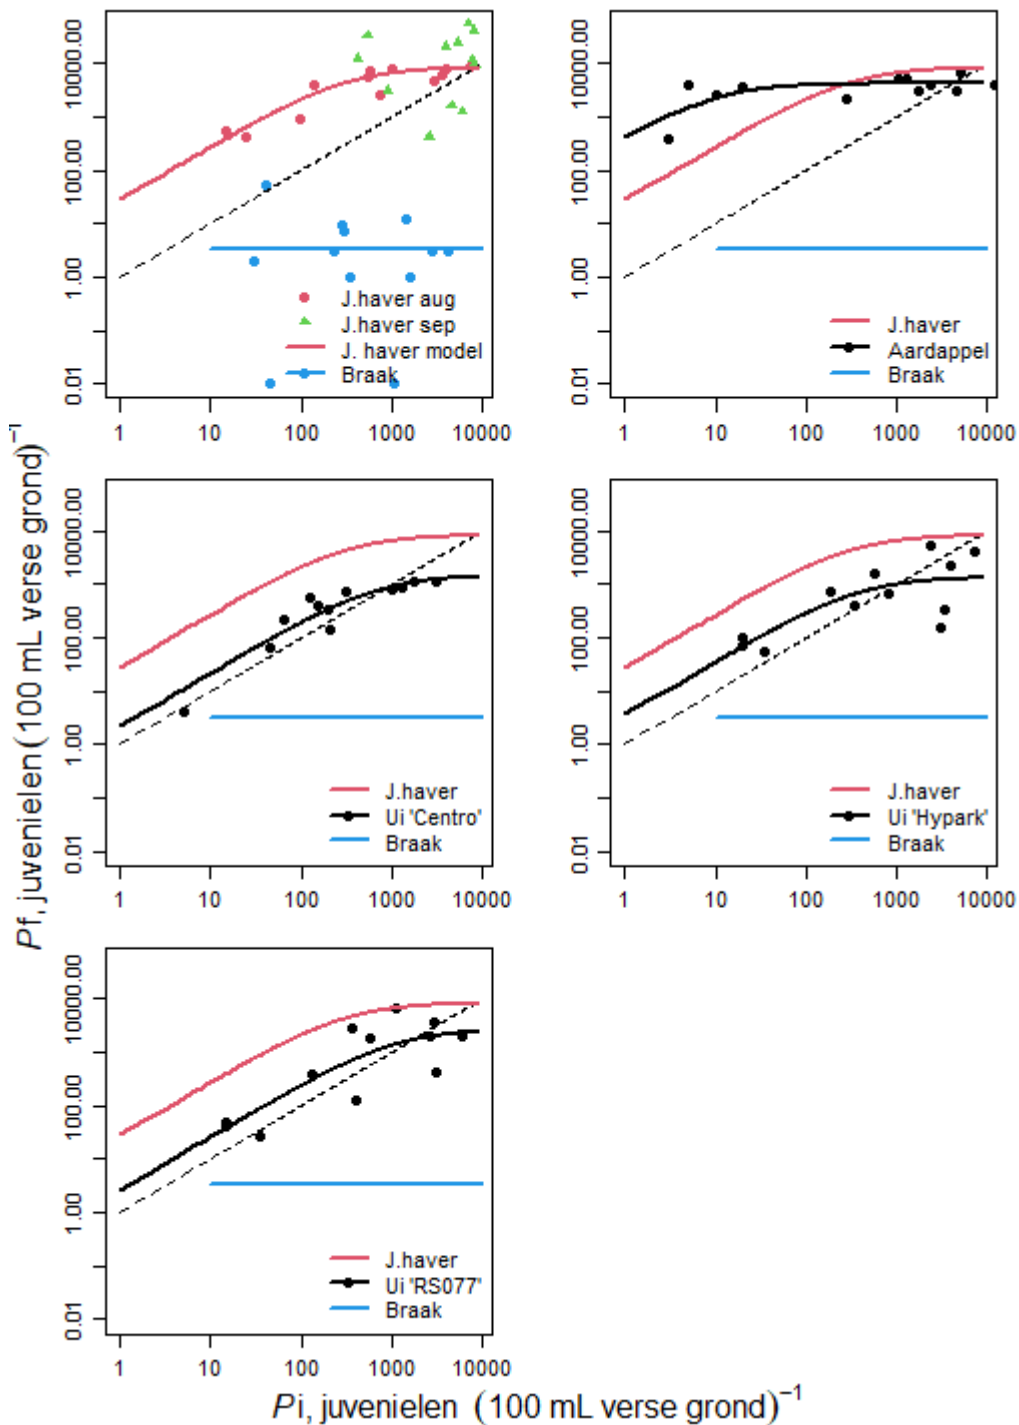 10000.00
100.00
1.00
0.01
1
10
100
1000
10000
J.haver aug
J.haver sep
J. haver model
Braak
1
10
100
1000
10000
10000.00
100.00
1.00
0.01
J.haver
Aardappel
Braak
Pf, juvenielen (100 mL verse grond)⁻¹
10000.00
100.00
1.00
0.01
1
10
100
1000
10000
J.haver
Ui 'Centro'
Braak
10000.00
100.00
1.00
0.01
1
10
100
1000
10000
J.haver
Ui 'Hypark'
Braak
10000.00
100.00
1.00
0.01
1
10
100
1000
10000
J.haver
Ui 'RS077'
Braak
Pi, juvenielen (100 mL verse grond)⁻¹